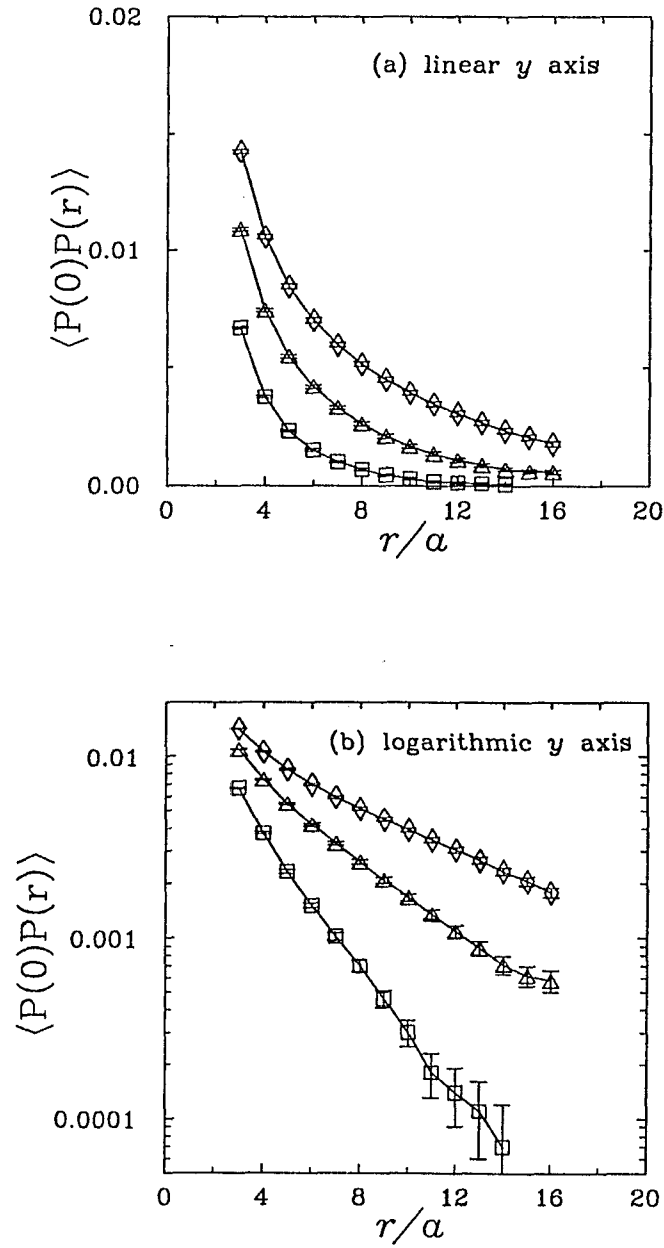 0.02
(a) linear y axis
0.01
0.00
⟨P(0)P(r)⟩
0 4 8 12 16 20
r/a
(b) logarithmic y axis
0.01
0.001
0.0001
⟨P(0)P(r)⟩
0 4 8 12 16 20
r/a